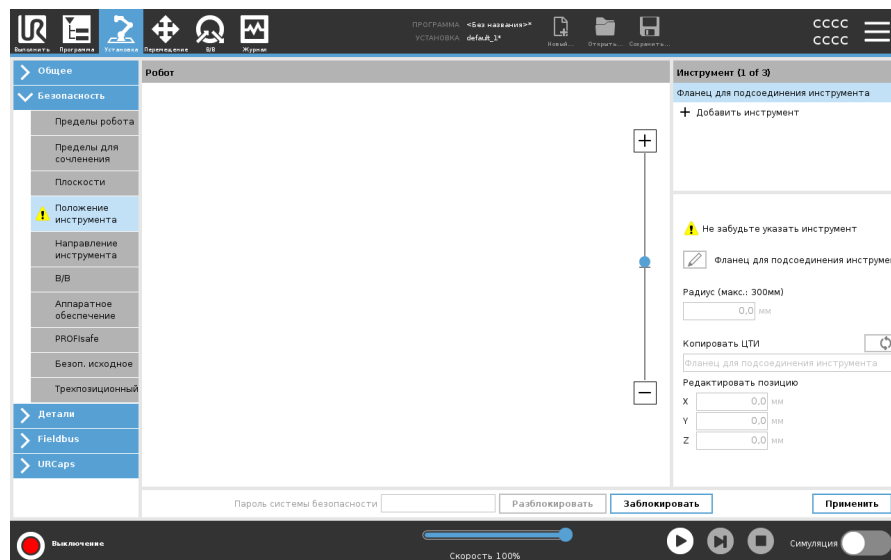 UR
Выполнить
Программа
Установка
Перемещение
В/В
Журнал
ПРОГРАММА <Без названия>*
УСТАНОВКА default_1*
Новый...
Открыть...
Сохранить...
CCCC
CCCC
Общее
Безопасность
Пределы робота
Пределы для
сочленения
Плоскости
Положение
инструмента
Направление
инструмента
В/В
Аппаратное
обеспечение
PROFIsafe
Безоп. исходное
Трехпозиционный
Детали
Fieldbus
URCaps
Робот
Инструмент (1 of 3)
Фланец для подсоединения инструмента
Добавить инструмент
Не забудьте указать инструмент
Фланец для подсоединения инструме
Радиус (макс.: 300мм)
0,0 мм
Копировать ЦТИ
Фланец для подсоединения инструмента
Редактировать позицию
X 0,0 мм
Y 0,0 мм
Z 0,0 мм
Пароль системы безопасности
Разблокировать
Заблокировать
Применить
Выключение
Скорость 100%
Симуляция